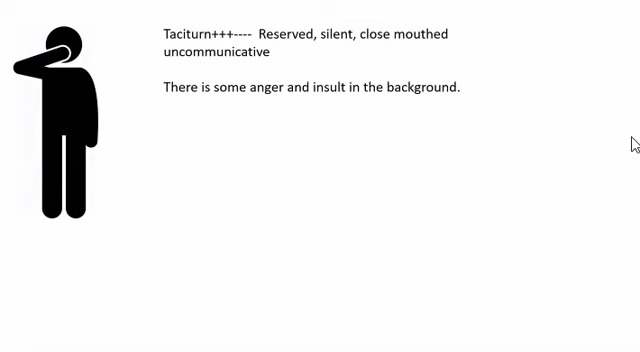 Taciturn+++---- Reserved, silent, close mouthed
uncommunicative
There is some anger and insult in the background.